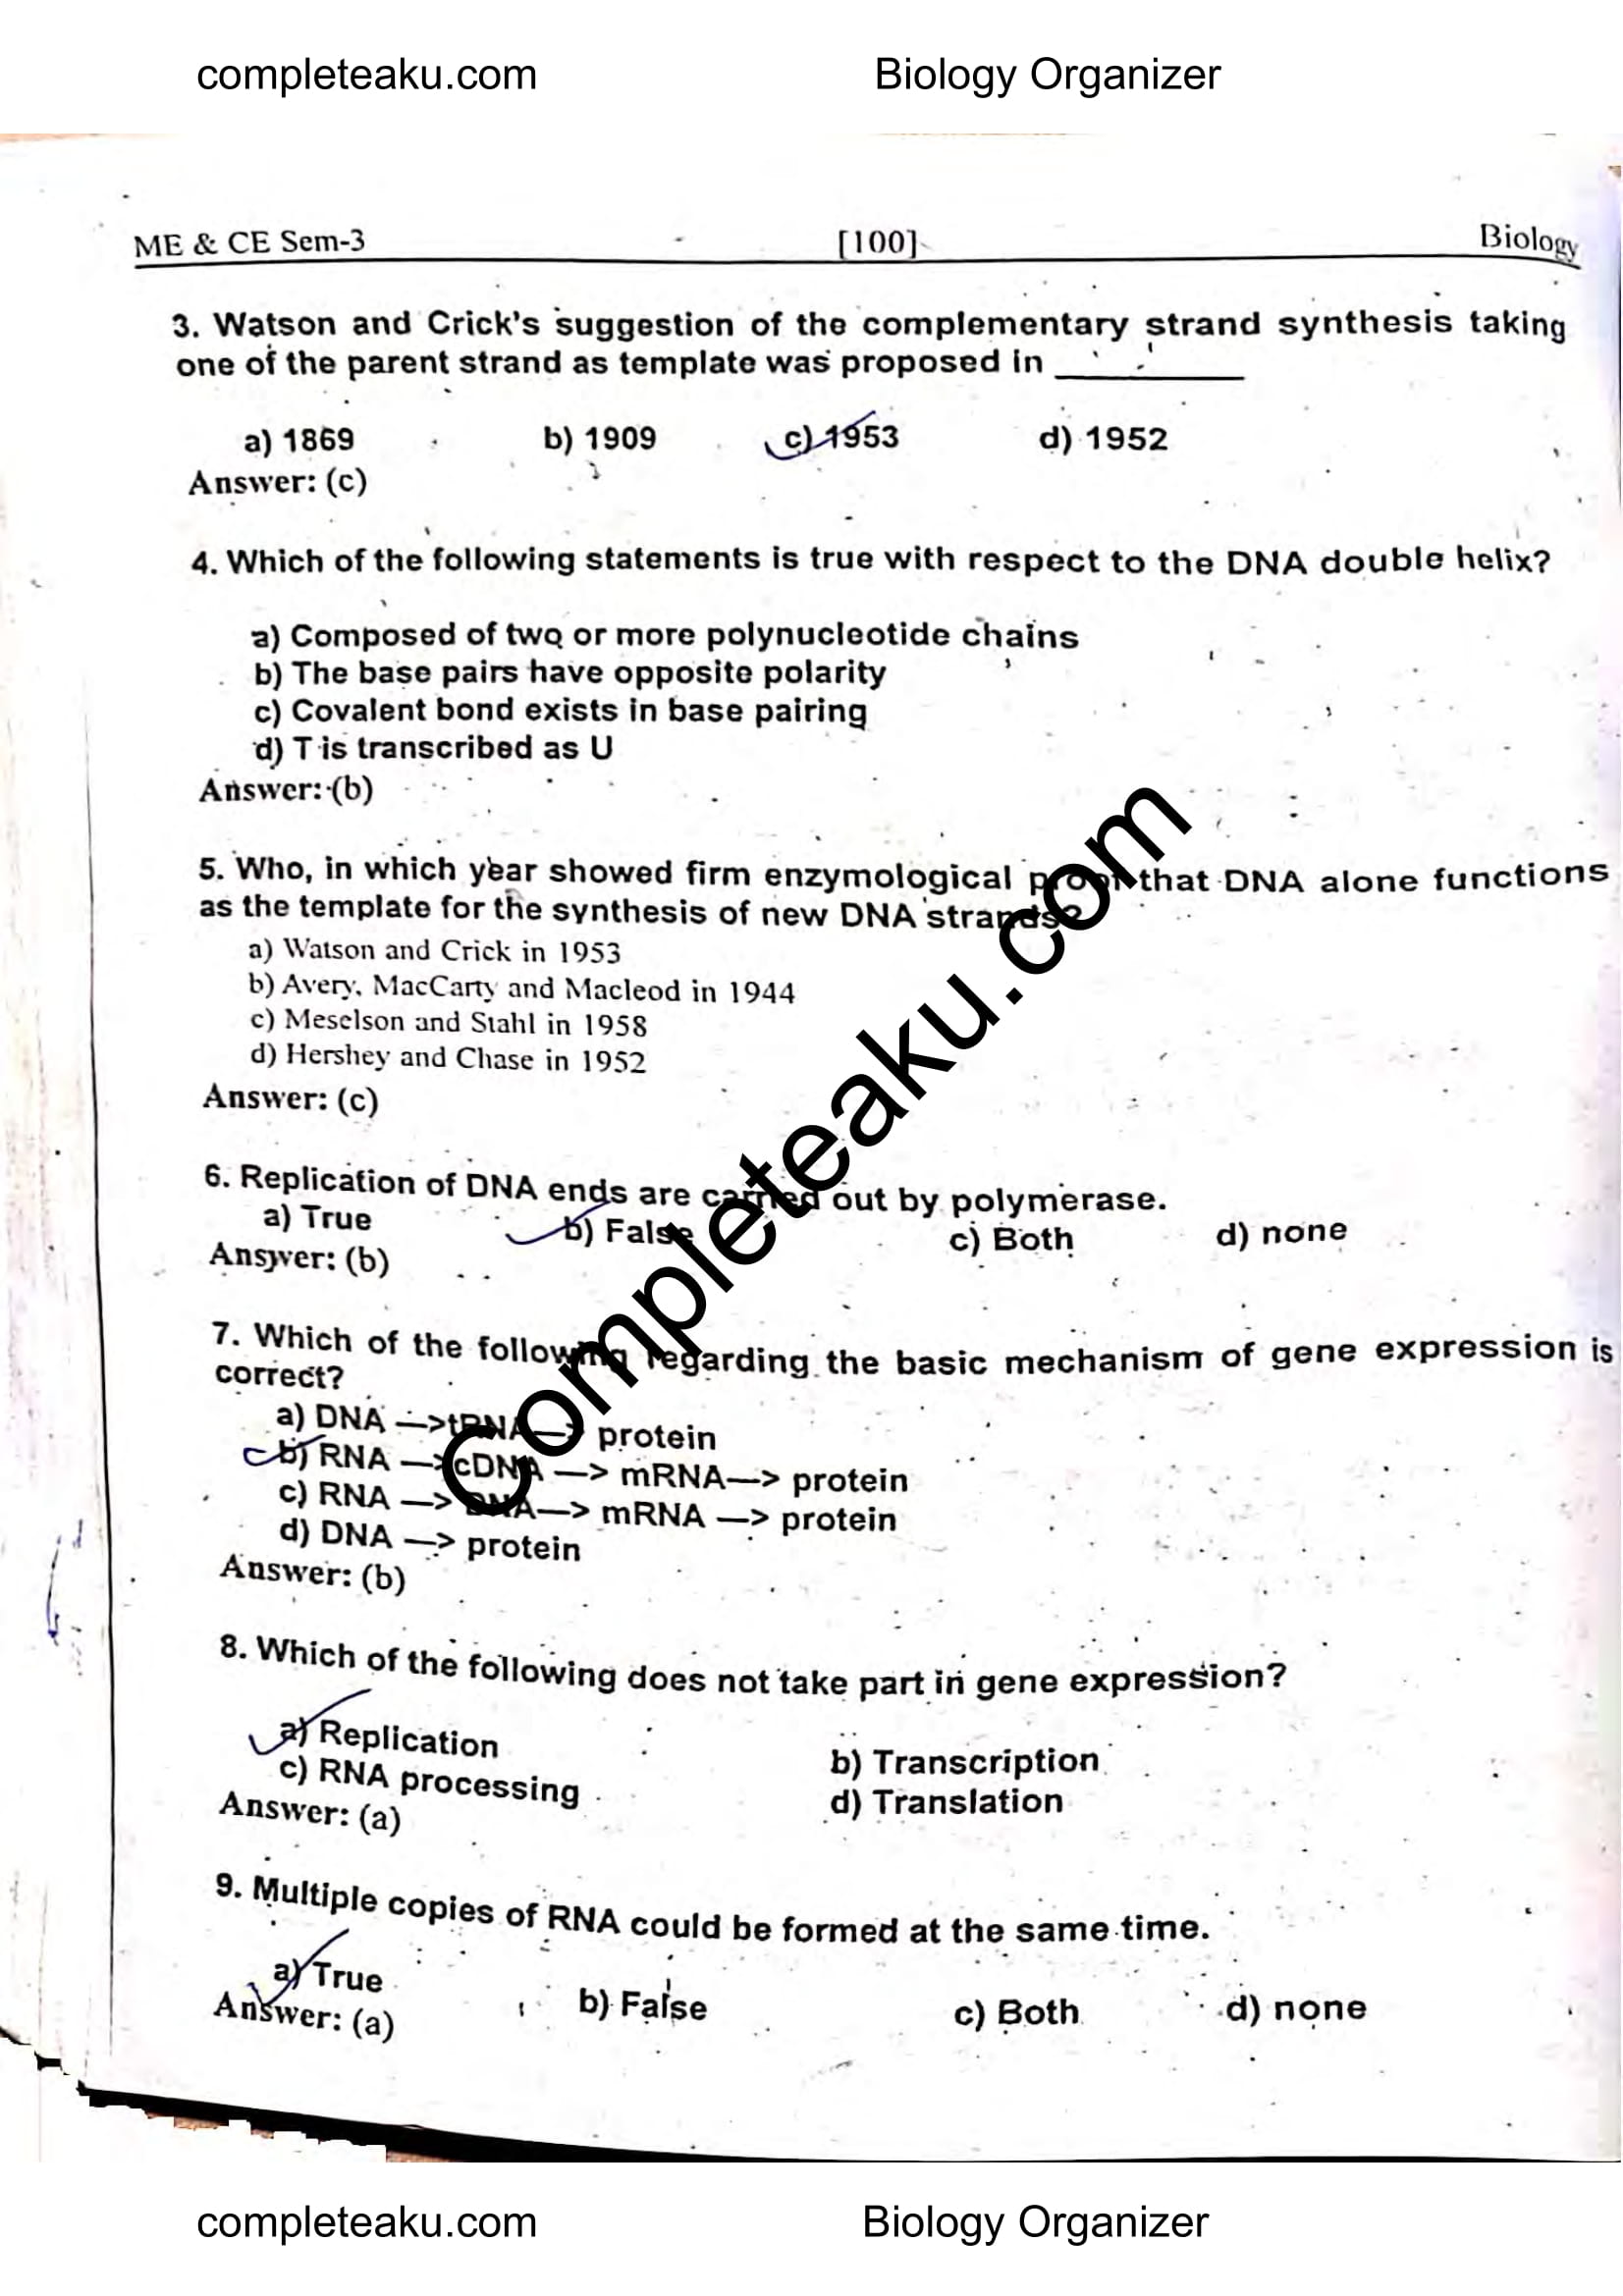 completeaku.com Biology Organizer
ME & CE Sem-3 [100] Biology
3. Watson and Crick's suggestion of the complementary strand synthesis taking
one of the parent strand as template was proposed in __________
a) 1869 b) 1909 c) 1953 d) 1952
Answer: (c)
4. Which of the following statements is true with respect to the DNA double helix?
a) Composed of two or more polynucleotide chains
b) The base pairs have opposite polarity
c) Covalent bond exists in base pairing
d) T is transcribed as U
Answer: (b)
5. Who, in which year showed firm enzymological proof that DNA alone functions
as the template for the synthesis of new DNA strands?
a) Watson and Crick in 1953
b) Avery, MacCarty and Macleod in 1944
c) Meselson and Stahl in 1958
d) Hershey and Chase in 1952
Answer: (c)
6. Replication of DNA ends are carried out by polymerase.
a) True b) False c) Both d) none
Answer: (b)
7. Which of the following regarding the basic mechanism of gene expression is
correct?
a) DNA —>tRNA—> protein
b) RNA —>cDNA —> mRNA—> protein
c) RNA —> DNA—> mRNA —> protein
d) DNA —> protein
Answer: (b)
8. Which of the following does not take part in gene expression?
a) Replication b) Transcription
c) RNA processing d) Translation
Answer: (a)
9. Multiple copies of RNA could be formed at the same time.
a) True b) False c) Both d) none
Answer: (a)
Completeaku.com
completeaku.com Biology Organizer